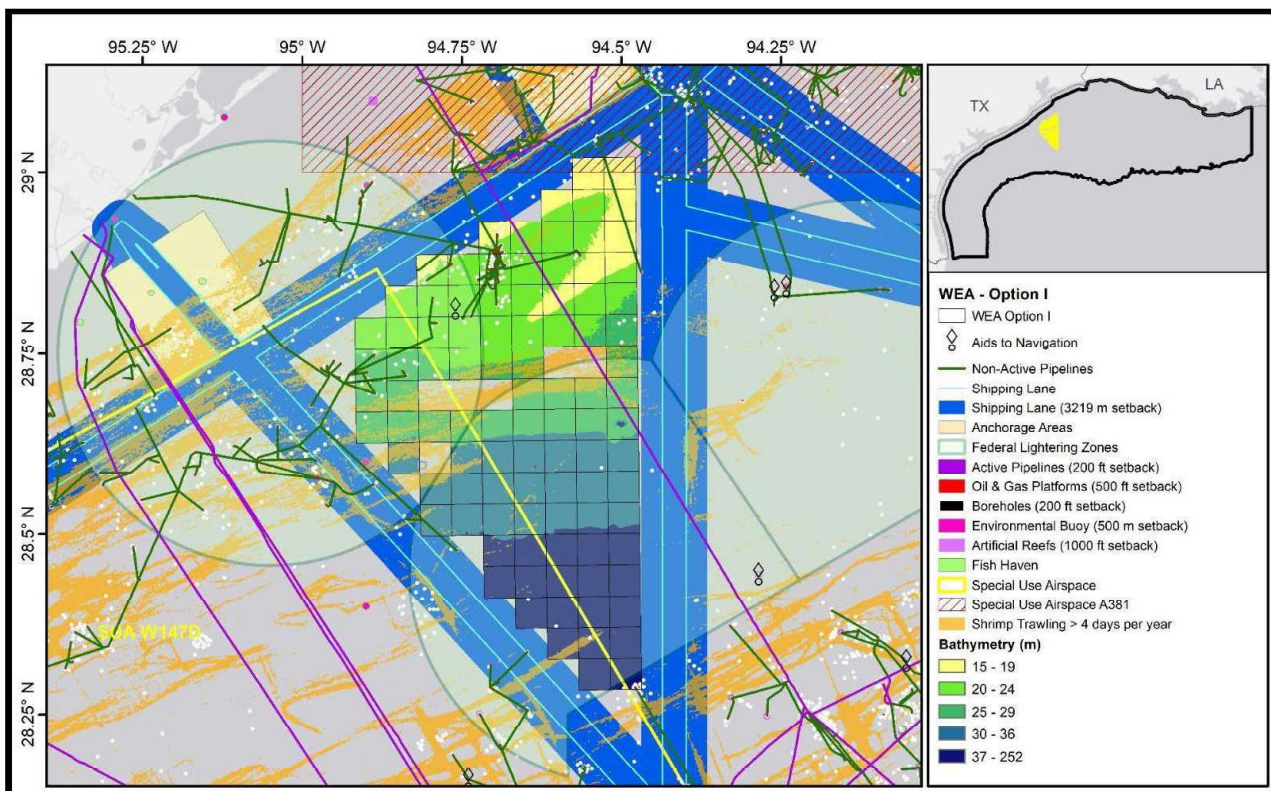 95.25° W
95° W
94.75° W
94.5° W
94.25° W
29° N
28.75° N
28.5° N
28.25° N
SUA W147D
TX
LA
WEA - Option I
WEA Option I
Aids to Navigation
Non-Active Pipelines
Shipping Lane
Shipping Lane (3219 m setback)
Anchorage Areas
Federal Lightering Zones
Active Pipelines (200 ft setback)
Oil & Gas Platforms (500 ft setback)
Boreholes (200 ft setback)
Environmental Buoy (500 m setback)
Artificial Reefs (1000 ft setback)
Fish Haven
Special Use Airspace
Special Use Airspace A381
Shrimp Trawling > 4 days per year
Bathymetry (m)
15 - 19
20 - 24
25 - 29
30 - 36
37 - 252